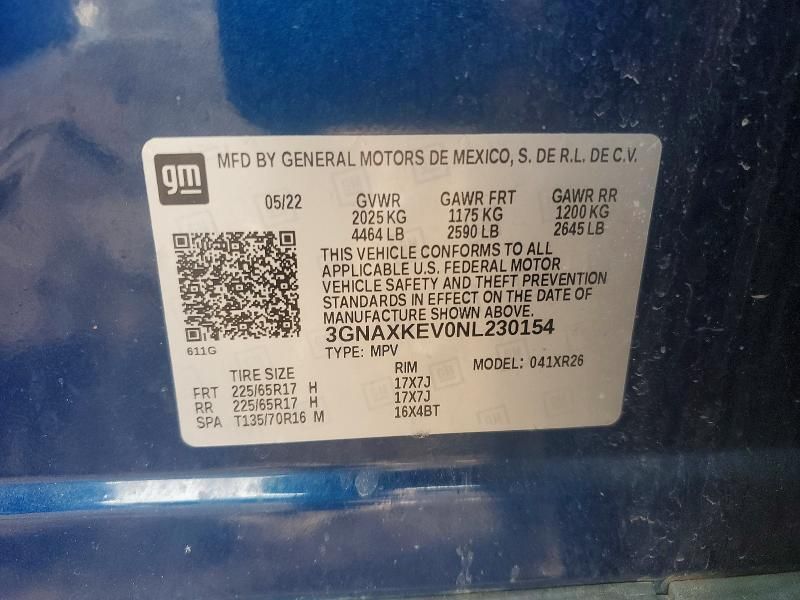 gm
MFD BY GENERAL MOTORS DE MEXICO, S. DE R.L. DE C.V.
05/22 GVWR GAWR FRT GAWR RR
2025 KG 1175 KG 1200 KG
4464 LB 2590 LB 2645 LB
THIS VEHICLE CONFORMS TO ALL
APPLICABLE U.S. FEDERAL MOTOR
VEHICLE SAFETY AND THEFT PREVENTION
STANDARDS IN EFFECT ON THE DATE OF
MANUFACTURE SHOWN ABOVE.
3GNAXKEV0NL230154
611G
TYPE: MPV MODEL: 041XR26
TIRE SIZE RIM
FRT 225/65R17 H 17X7J
RR 225/65R17 H 17X7J
SPA T135/70R16 M 16X4BT